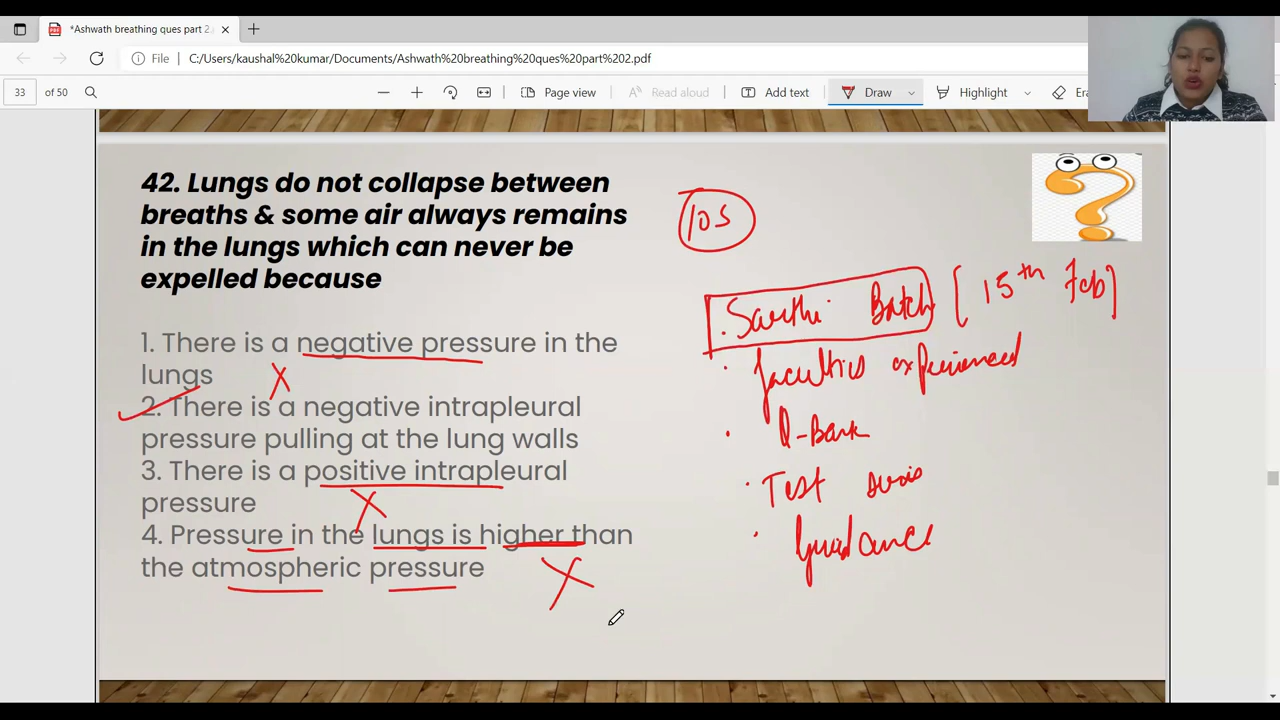 *Ashwath breathing ques part 2.p
File
C:/Users/kaushal%20kumar/Documents/Ashwath%20breathing%20ques%20part%202.pdf
33 of 50
Page view
Read aloud
Add text
Draw
Highlight
Era
42. Lungs do not collapse between
breaths & some air always remains
in the lungs which can never be
expelled because
1. There is a negative pressure in the
lungs
2. There is a negative intrapleural
pressure pulling at the lung walls
3. There is a positive intrapleural
pressure
4. Pressure in the lungs is higher than
the atmospheric pressure
10S
Sarthi Batch [15th Feb]
faculties experienced
Q-Bank
Test
Guidance